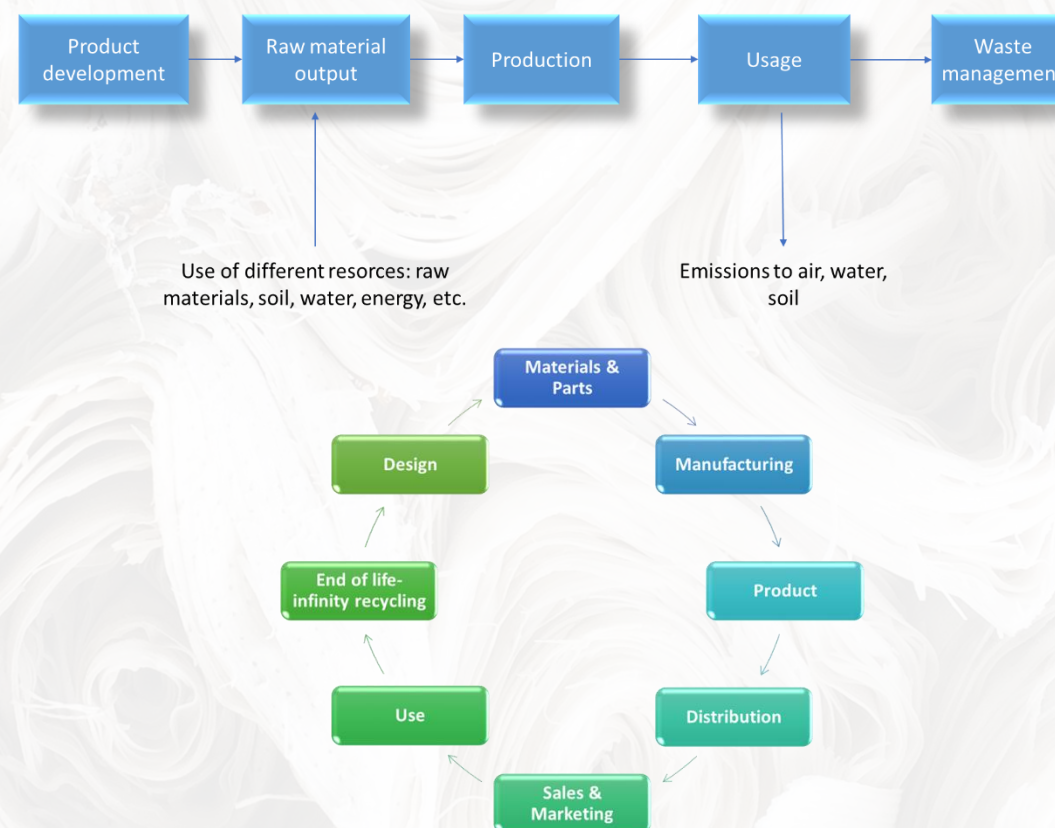 Product
development
Raw material
output
Production
Usage
Waste
managemen
Use of different resorces: raw
materials, soil, water, energy, etc.
Emissions to air, water,
soil
Materials &
Parts
Design
Manufacturing
End of life-
infinity recycling
Product
Use
Distribution
Sales &
Marketing